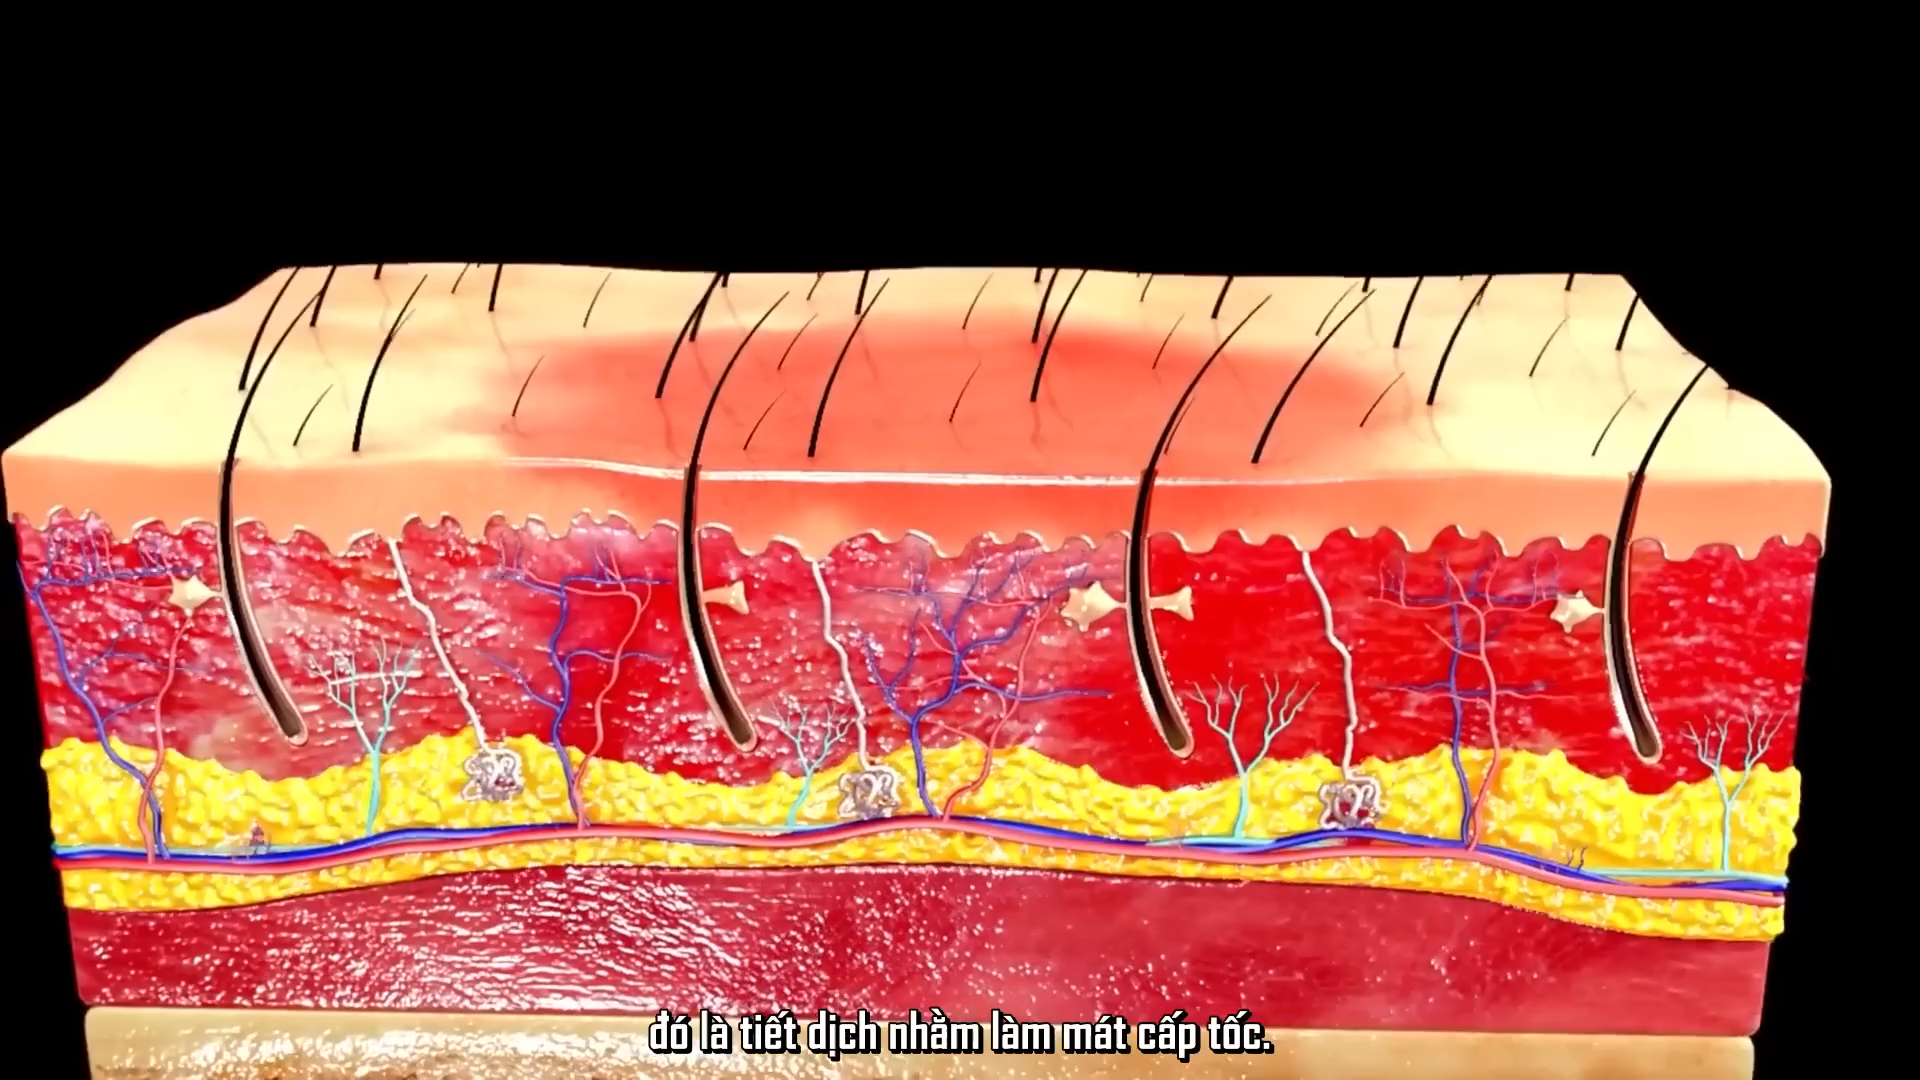 đó là tiết dịch nhằm làm mát cấp tốc.